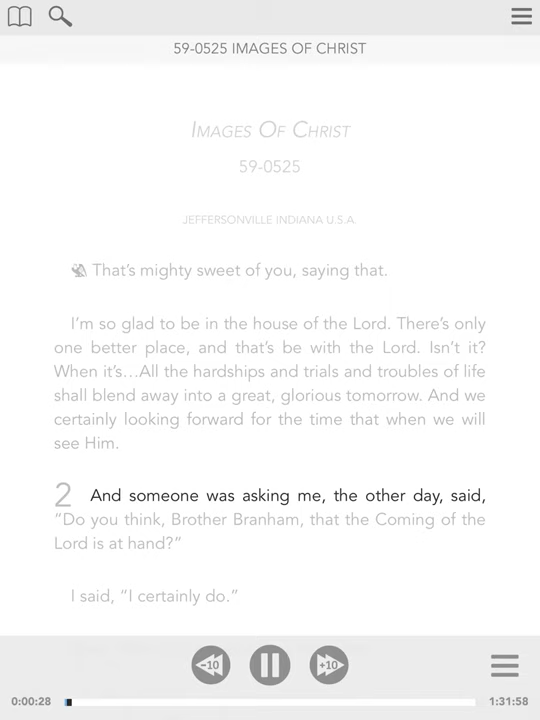 59-0525 IMAGES OF CHRIST
IMAGES OF CHRIST
59-0525
JEFFERSONVILLE INDIANA U.S.A.
That’s mighty sweet of you, saying that.
I’m so glad to be in the house of the Lord. There’s only
one better place, and that’s be with the Lord. Isn’t it?
When it’s…All the hardships and trials and troubles of life
shall blend away into a great, glorious tomorrow. And we
certainly looking forward for the time that when we will
see Him.
2 And someone was asking me, the other day, said,
“Do you think, Brother Branham, that the Coming of the
Lord is at hand?”
I said, “I certainly do.”
-10 +10
0:00:28 1:31:58